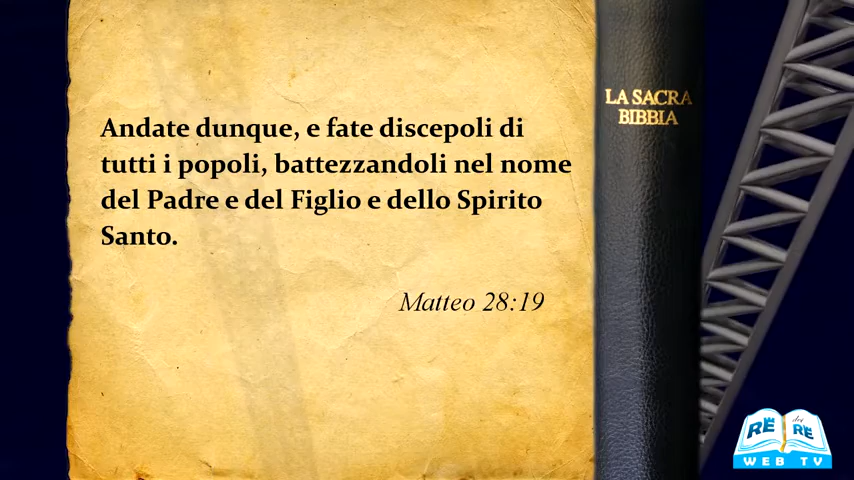 Andate dunque, e fate discepoli di
tutti i popoli, battezzandoli nel nome
del Padre e del Figlio e dello Spirito
Santo.
Matteo 28:19
LA SACRA
BIBBIA
RE dei RE
WEB TV